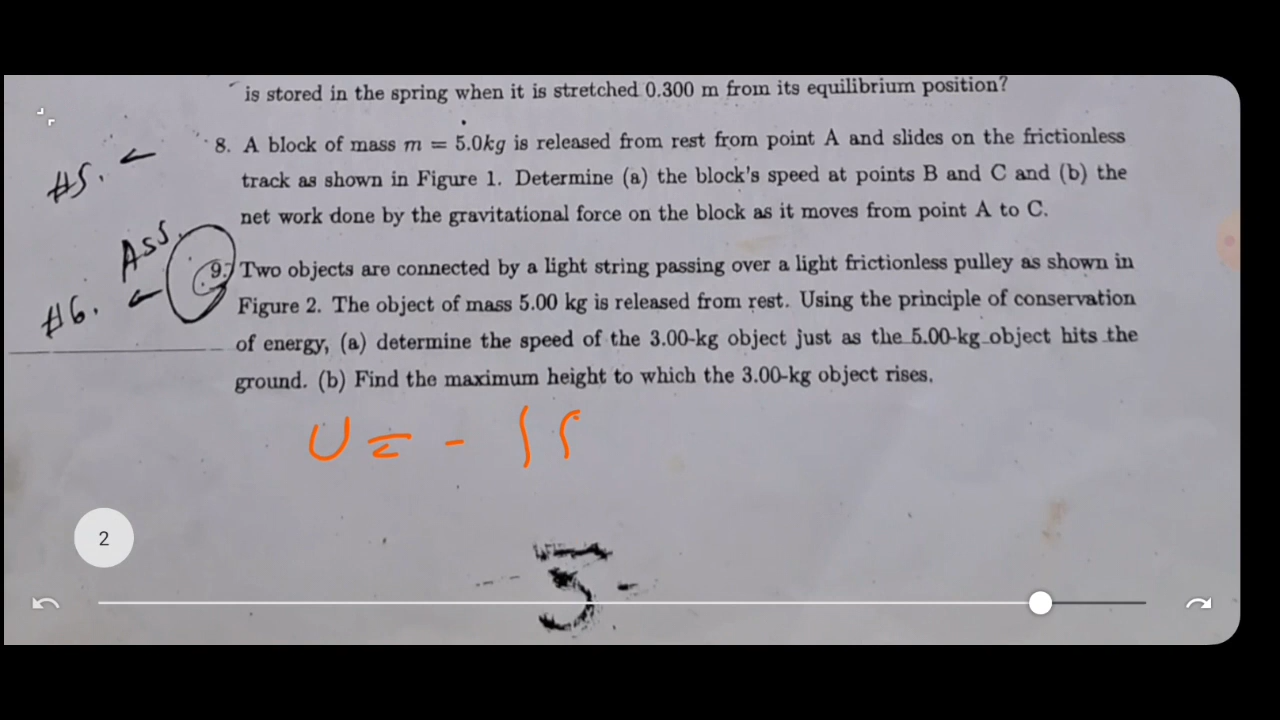 is stored in the spring when it is stretched 0.300 m from its equilibrium position?
#5.
8. A block of mass m = 5.0kg is released from rest from point A and slides on the frictionless
track as shown in Figure 1. Determine (a) the block's speed at points B and C and (b) the
net work done by the gravitational force on the block as it moves from point A to C.
Ass.
#6.
9. Two objects are connected by a light string passing over a light frictionless pulley as shown in
Figure 2. The object of mass 5.00 kg is released from rest. Using the principle of conservation
of energy, (a) determine the speed of the 3.00-kg object just as the 5.00-kg object hits the
ground. (b) Find the maximum height to which the 3.00-kg object rises.
U = - ∫
2